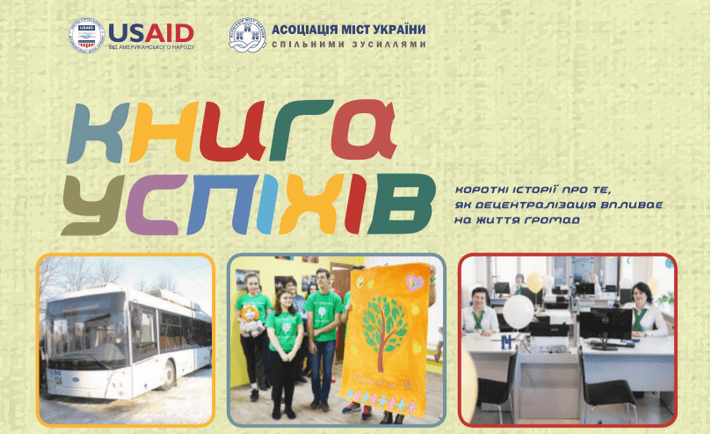 USAID
ВІД АМЕРИКАНСЬКОГО НАРОДУ
АСОЦІАЦІЯ МІСТ УКРАЇНИ
СПІЛЬНИМИ ЗУСИЛЛЯМИ
КНИГА
УСПІХІВ
КОРОТКІ ІСТОРІЇ ПРО ТЕ,
ЯК ДЕЦЕНТРАЛІЗАЦІЯ ВПЛИВАЄ
НА ЖИТТЯ ГРОМАД